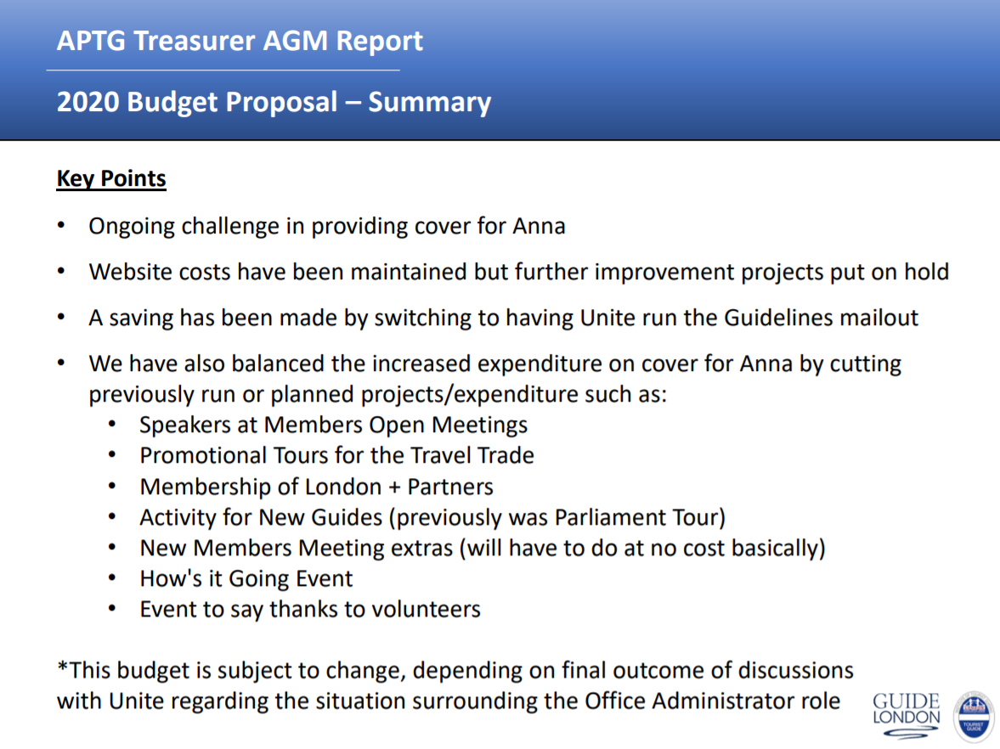 APTG Treasurer AGM Report
2020 Budget Proposal – Summary
Key Points
• Ongoing challenge in providing cover for Anna
• Website costs have been maintained but further improvement projects put on hold
• A saving has been made by switching to having Unite run the Guidelines mailout
• We have also balanced the increased expenditure on cover for Anna by cutting
previously run or planned projects/expenditure such as:
• Speakers at Members Open Meetings
• Promotional Tours for the Travel Trade
• Membership of London + Partners
• Activity for New Guides (previously was Parliament Tour)
• New Members Meeting extras (will have to do at no cost basically)
• How's it Going Event
• Event to say thanks to volunteers
*This budget is subject to change, depending on final outcome of discussions
with Unite regarding the situation surrounding the Office Administrator role
GUIDE
LONDON
TOURIST
GUIDE